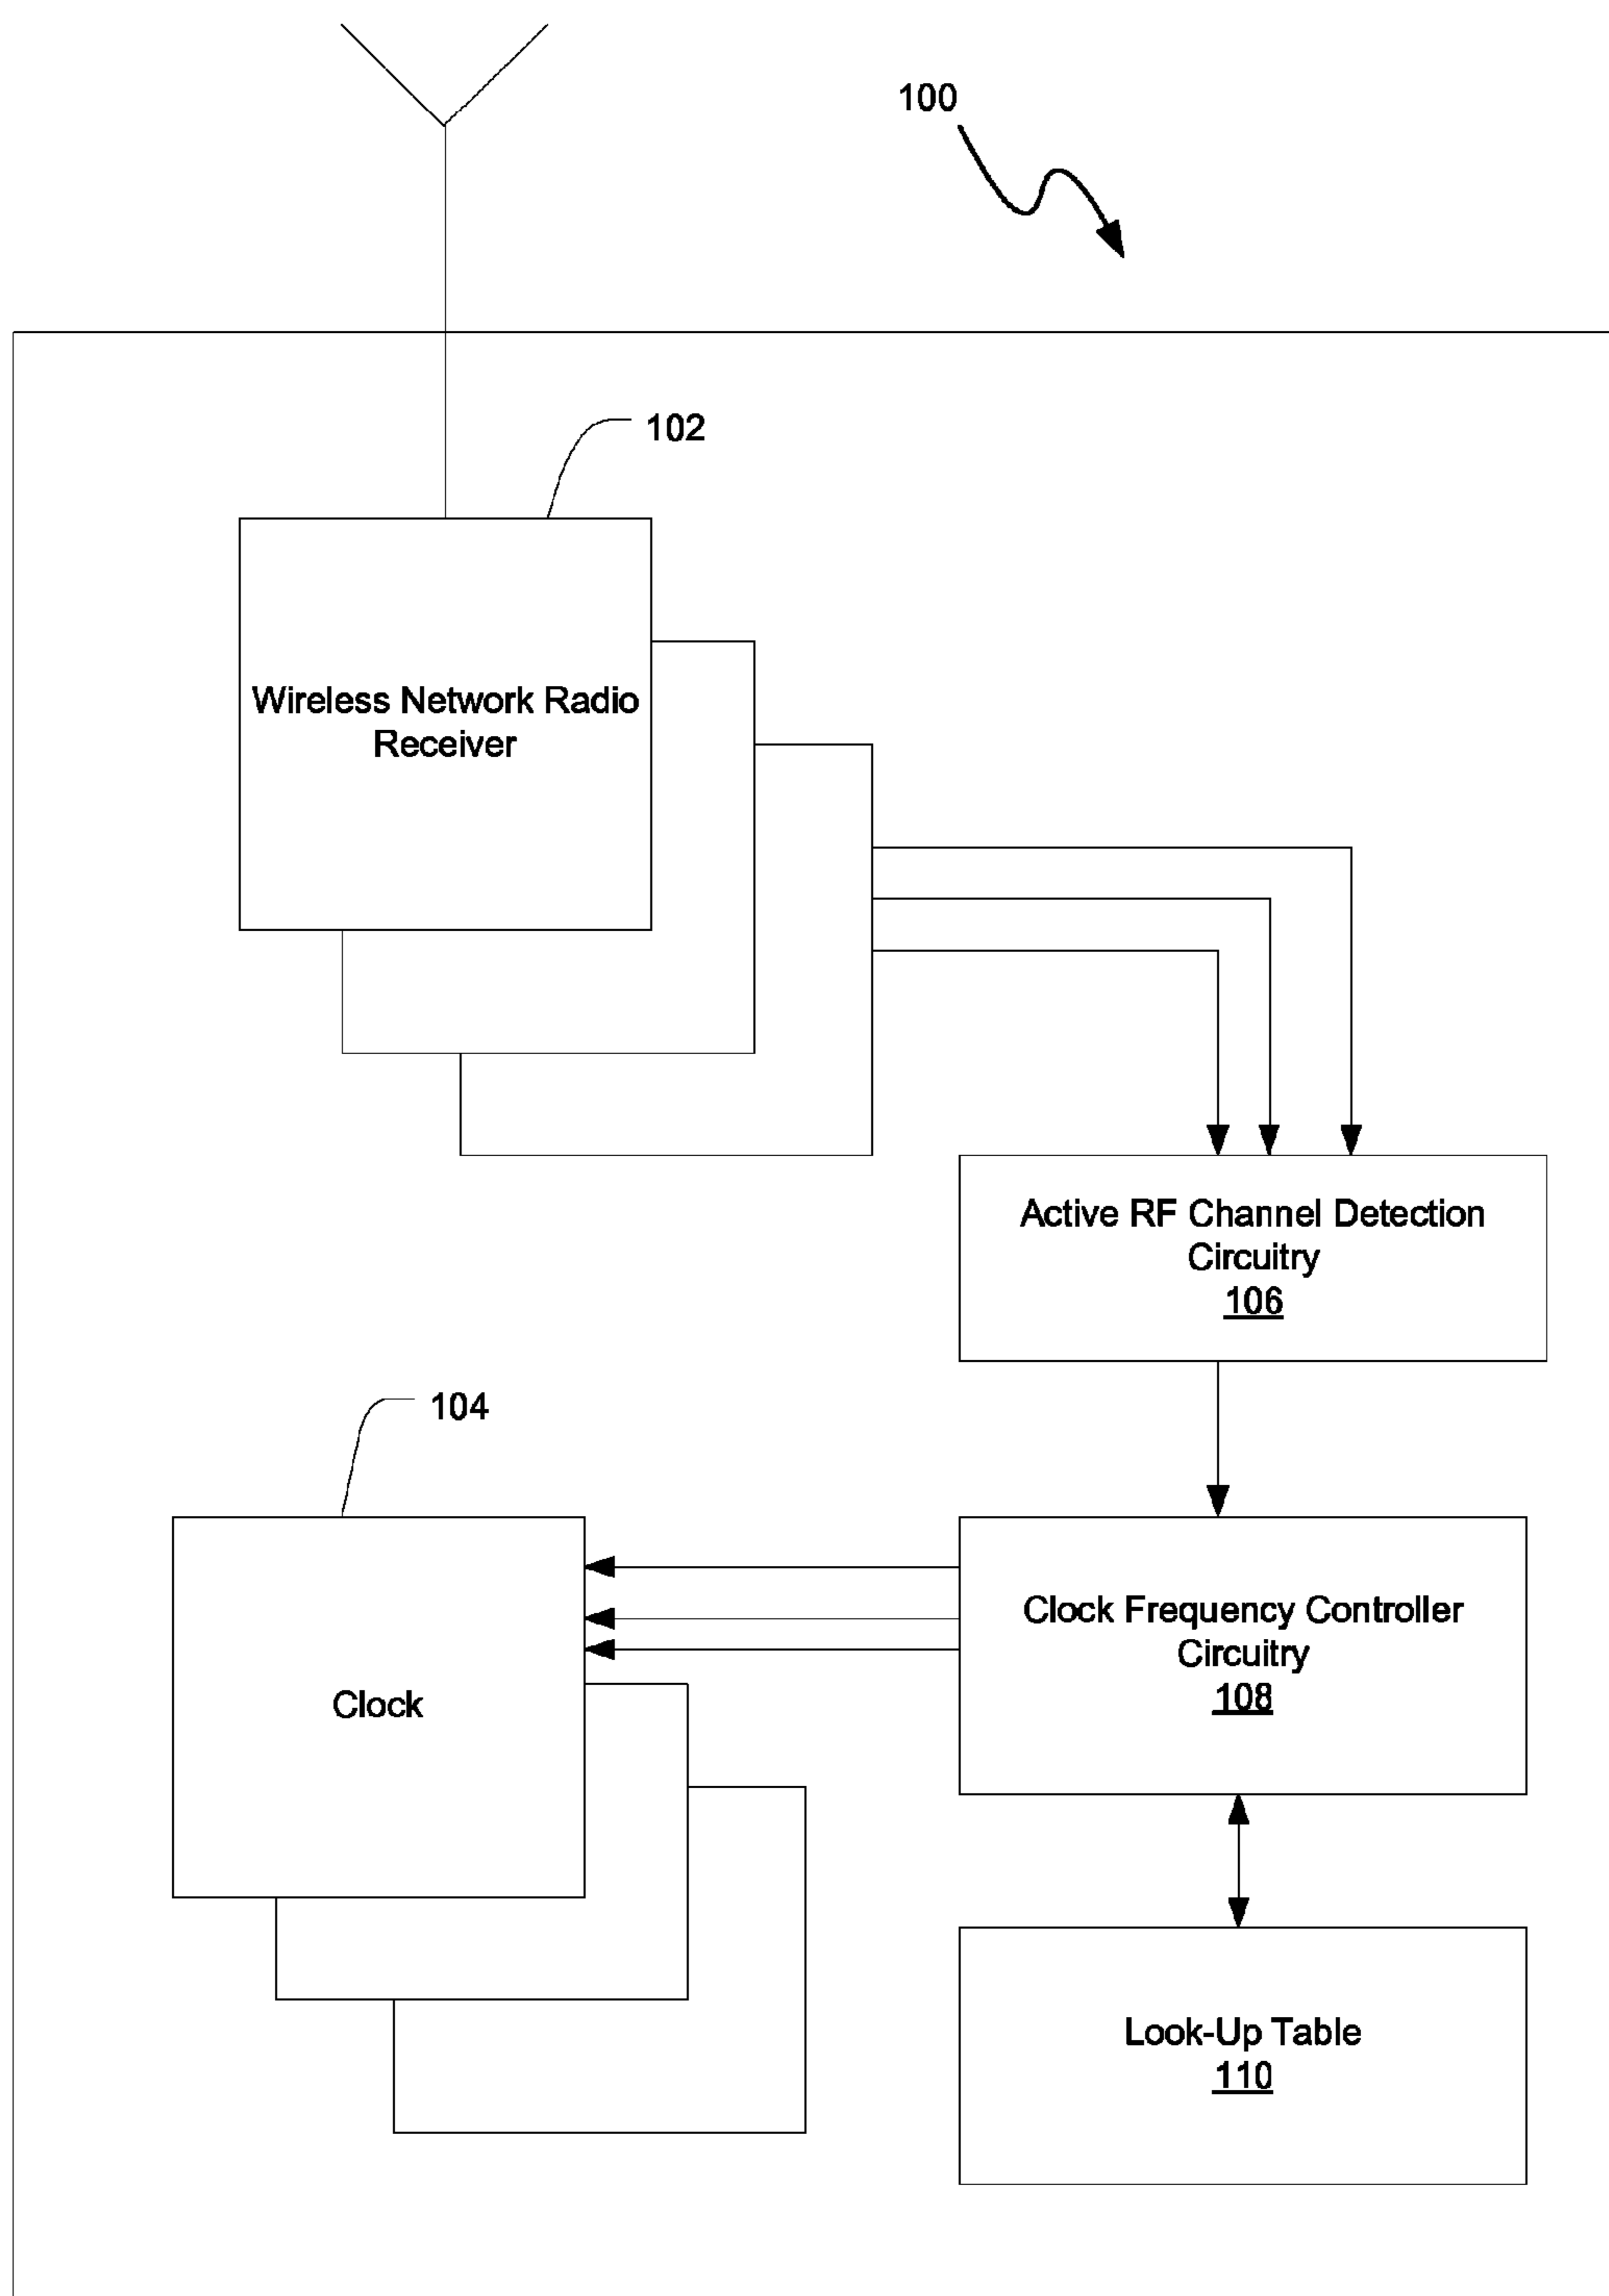 100
102
Wireless Network Radio
Receiver
Active RF Channel Detection
Circuitry
106
104
Clock Frequency Controller
Circuitry
108
Clock
Look-Up Table
110